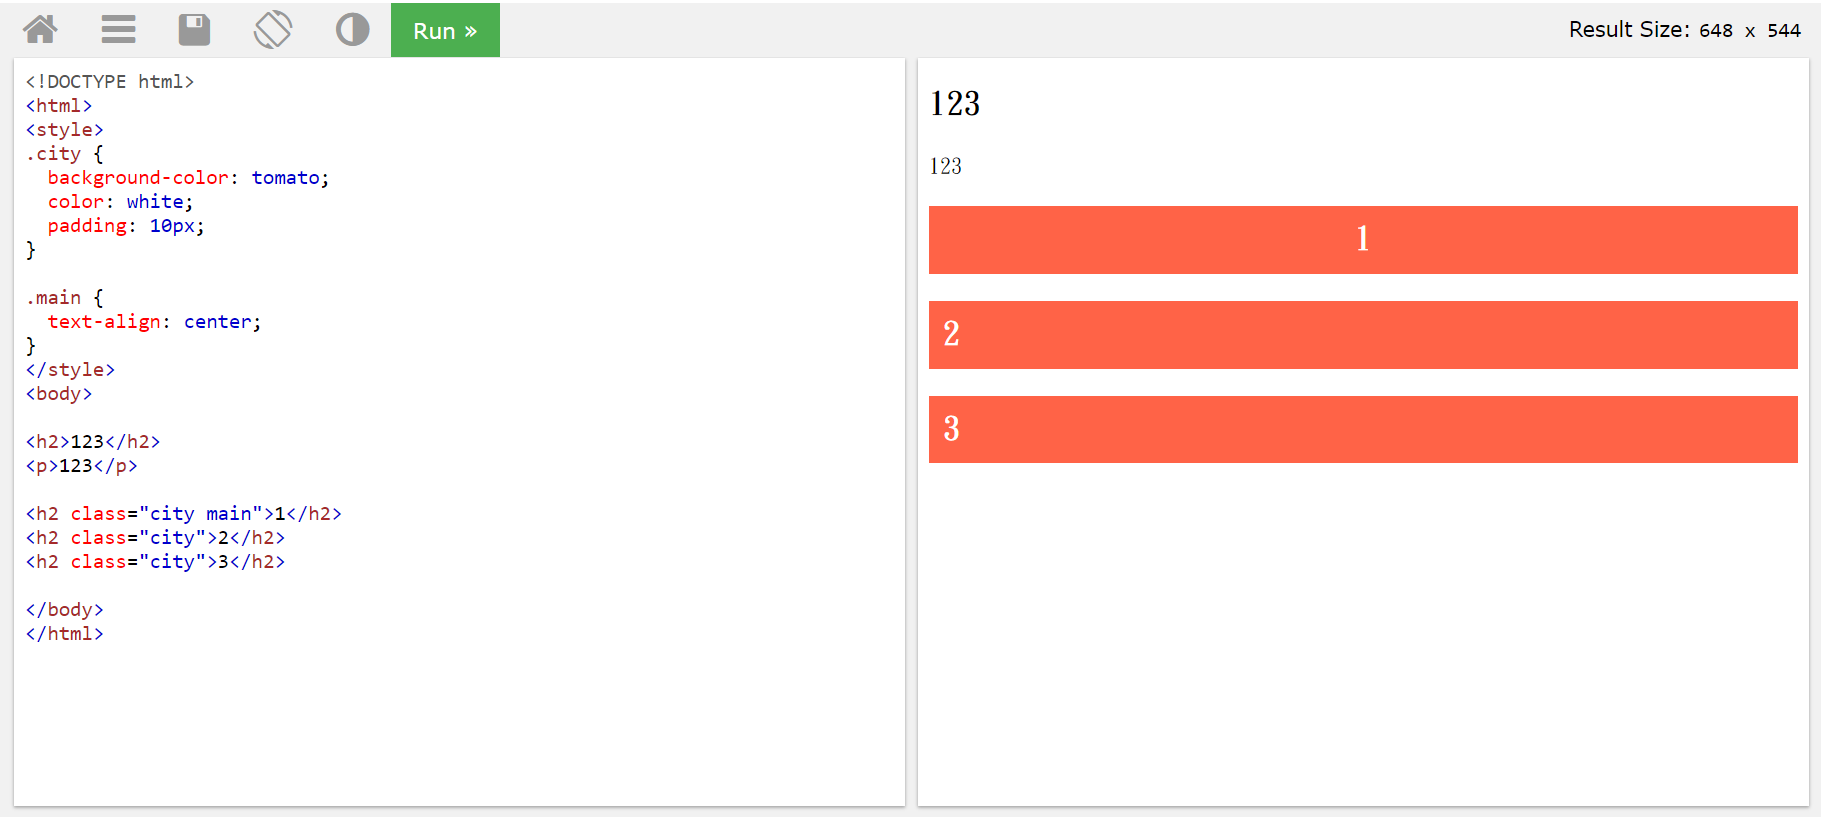 Run »
Result Size: 648 x 544
<!DOCTYPE html>
<html>
<style>
.city {
  background-color: tomato;
  color: white;
  padding: 10px;
}

.main {
  text-align: center;
}
</style>
<body>

<h2>123</h2>
<p>123</p>

<h2 class="city main">1</h2>
<h2 class="city">2</h2>
<h2 class="city">3</h2>

</body>
</html>
123
123
1
2
3